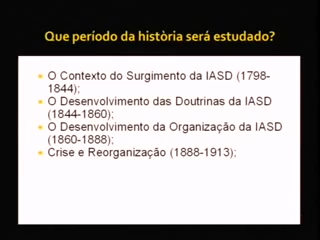 Que período da històría será estudado?
O Contexto do Surgimento da IASD (1798-
1844);
O Desenvolvimento das Doutrinas da IASD
(1844-1860);
O Desenvolvimento da Organização da IASD
(1860-1888);
Crise e Reorganização (1888-1913);